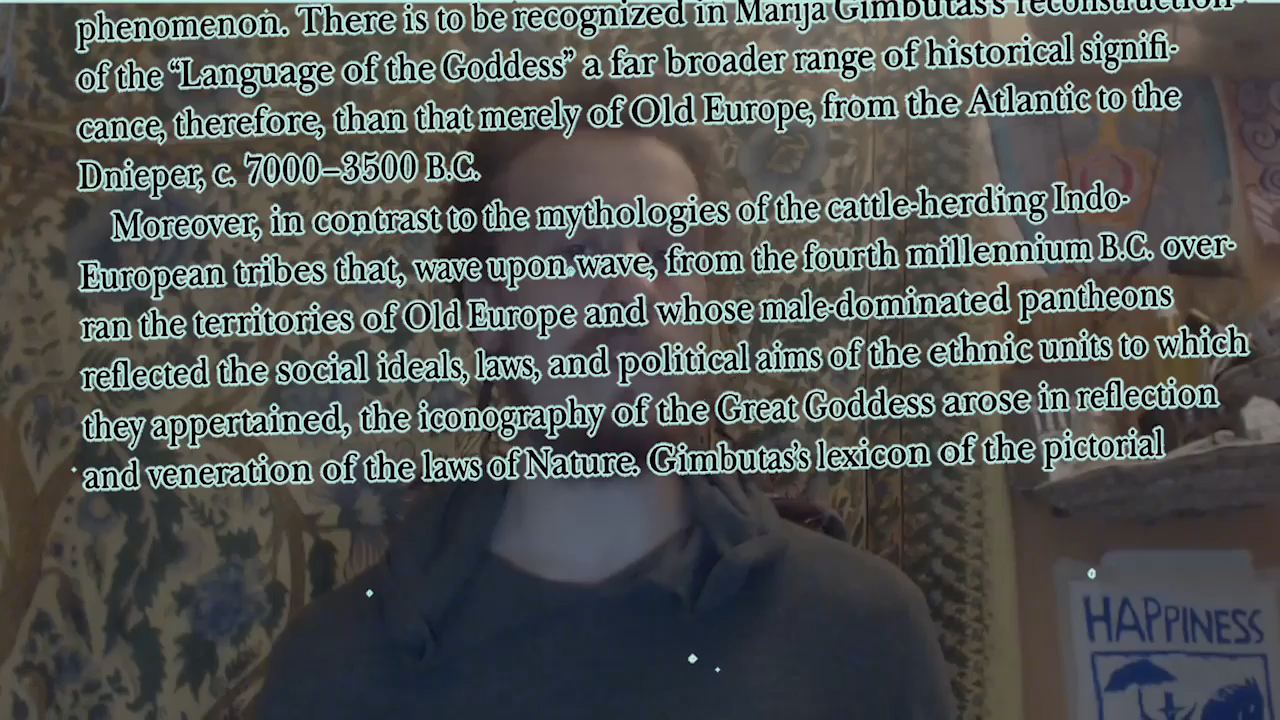 phenomenon. There is to be recognized in Marija Gimbutas's reconstruction
of the “Language of the Goddess” a far broader range of historical signifi-
cance, therefore, than that merely of Old Europe, from the Atlantic to the
Dnieper, c. 7000–3500 B.C.
Moreover, in contrast to the mythologies of the cattle-herding Indo-
European tribes that, wave upon wave, from the fourth millennium B.C. over-
ran the territories of Old Europe and whose male-dominated pantheons
reflected the social ideals, laws, and political aims of the ethnic units to which
they appertained, the iconography of the Great Goddess arose in reflection
and veneration of the laws of Nature. Gimbutas's lexicon of the pictorial
HAPPINESS